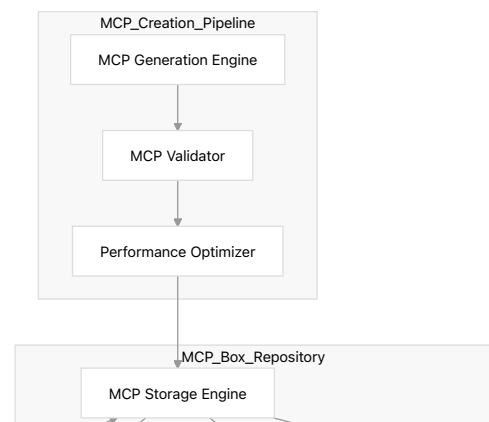 MCP_Creation_Pipeline
MCP Generation Engine
MCP Validator
Performance Optimizer
MCP_Box_Repository
MCP Storage Engine